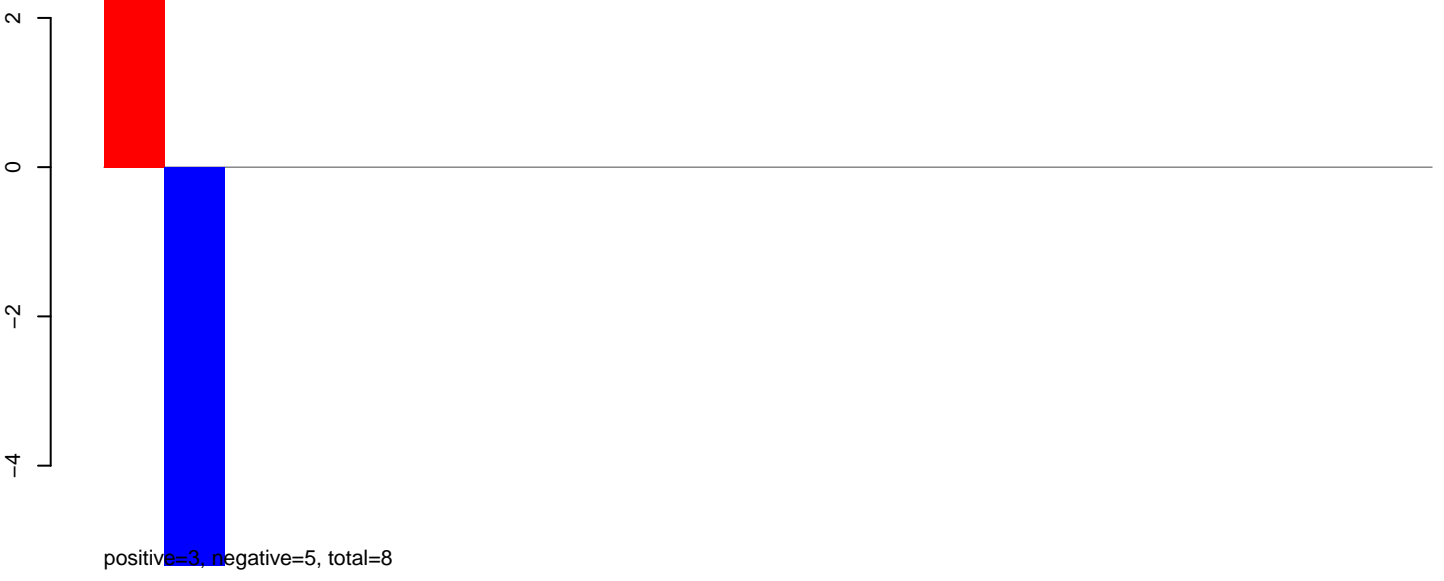 2
0
−2
−4
positive=3, negative=5, total=8